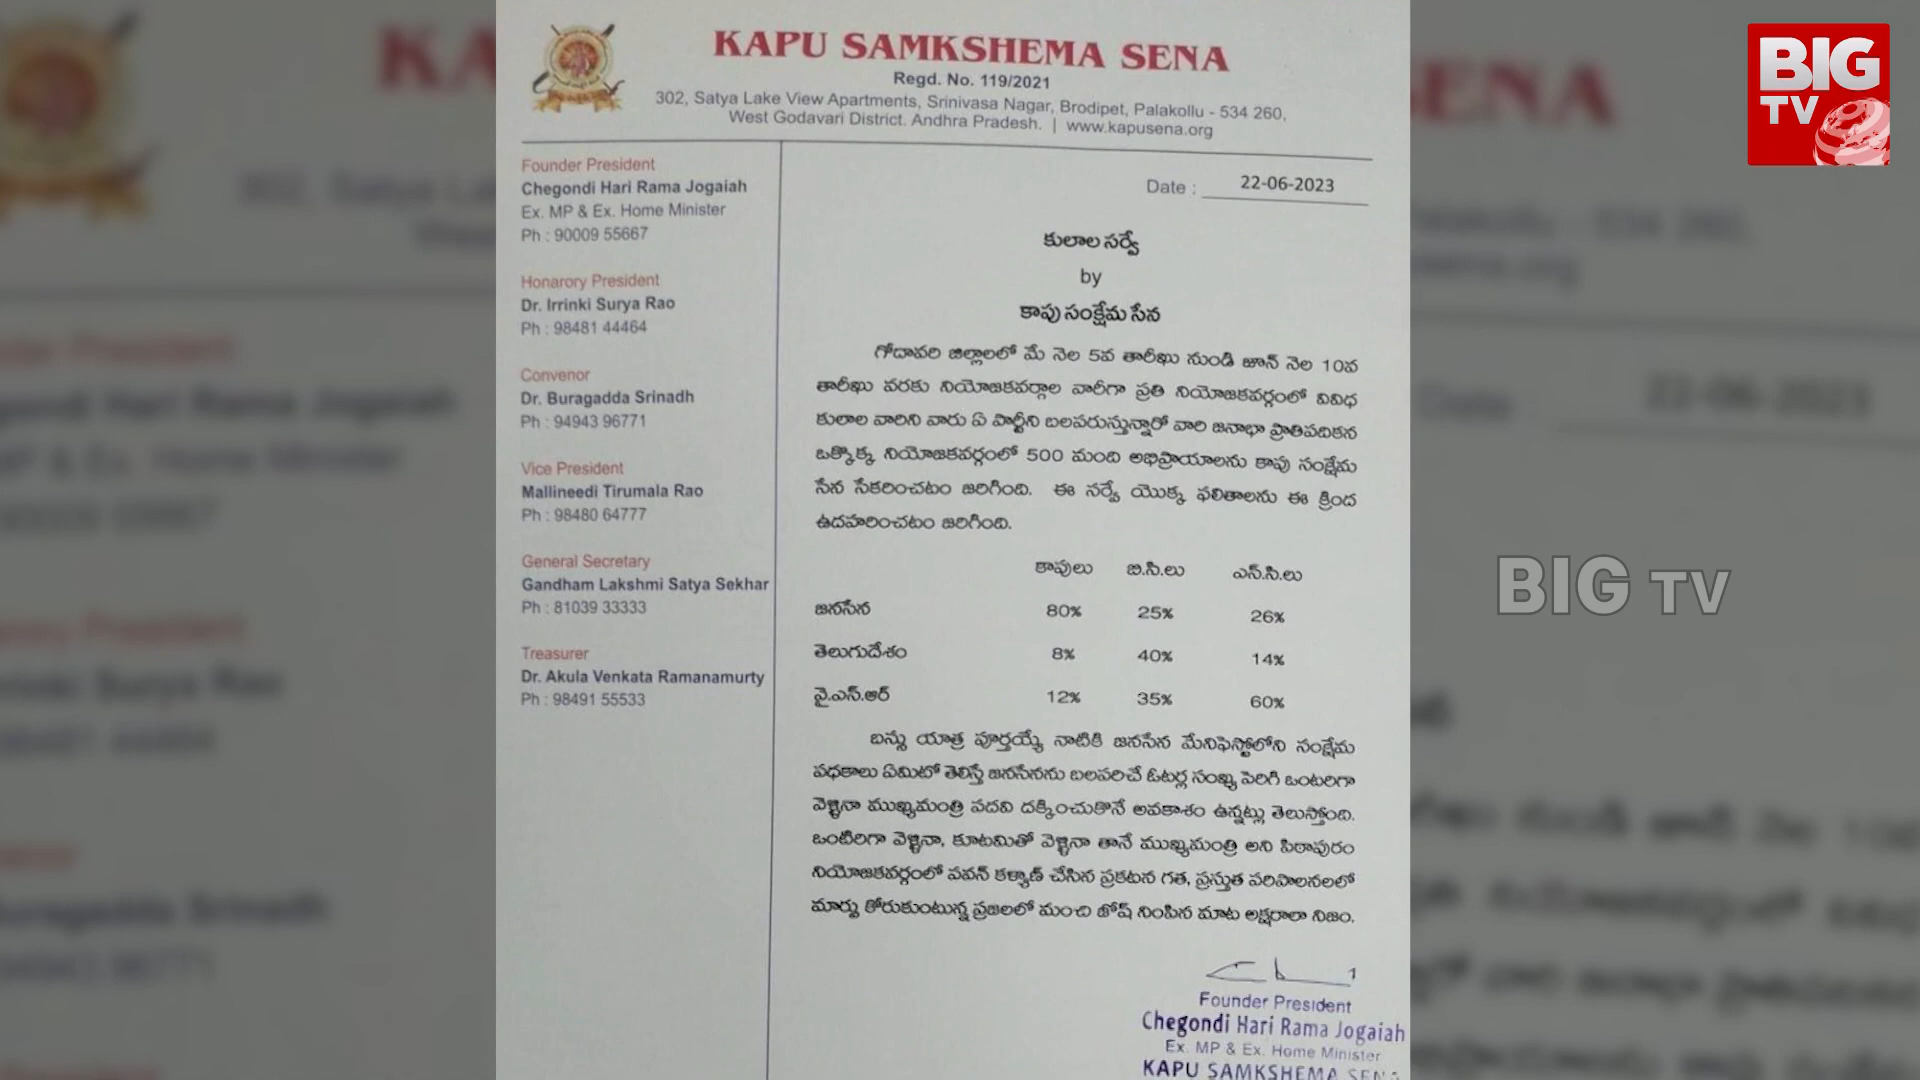 KAPU SAMKSHEMA SENA
Regd. No. 119/2021
302, Satya Lake View Apartments, Srinivasa Nagar, Brodipet, Palakollu - 534 260,
West Godavari District. Andhra Pradesh. | www.kapusena.org
BIG
TV
Founder President
Chegondi Hari Rama Jogaiah
Ex. MP & Ex. Home Minister
Ph : 90009 55667
Honarory President
Dr. Irrinki Surya Rao
Ph : 98481 44464
Convenor
Dr. Buragadda Srinadh
Ph : 94943 96771
Vice President
Mallineedi Tirumala Rao
Ph : 98480 64777
General Secretary
Gandham Lakshmi Satya Sekhar
Ph : 81039 33333
Treasurer
Dr. Akula Venkata Ramanamurty
Ph : 98491 55533
Date : 22-06-2023
కులాల సర్వే
by
కాపు సంక్షేమ సేన
గోదావరి జిల్లాలలో మే నెల 5వ తారీఖు నుండి జూన్ నెల 10వ
తారీఖు వరకు నియోజకవర్గాల వారీగా ప్రతి నియోజకవర్గంలో వివిధ
కులాల వారిని వారు ఏ పార్టీని బలపరుస్తున్నారో వారి జనాభా ప్రాతిపదికన
ఒక్కొక్క నియోజకవర్గంలో 500 మంది అభిప్రాయాలను కాపు సంక్షేమ
సేన సేకరించటం జరిగింది. ఈ సర్వే యొక్క ఫలితాలను ఈ క్రింద
ఉదహరించటం జరిగింది.
కాపులు బి.సి.లు ఎస్.సి.లు
జనసేన 80% 25% 26%
తెలుగుదేశం 8% 40% 14%
వై.ఎస్.ఆర్ 12% 35% 60%
బస్సు యాత్ర పూర్తయ్యే నాటికి జనసేన మేనిఫెస్టోలోని సంక్షేమ
పధకాలు ఏమిటో తెలిస్తే జనసేనను బలపరిచే ఓటర్ల సంఖ్య పెరిగి ఒంటరిగా
వెళ్ళినా ముఖ్యమంత్రి పదవి దక్కించుకొనే అవకాశం ఉన్నట్లు తెలుస్తోంది.
ఒంటిరిగా వెళ్ళినా, కూటమితో వెళ్ళినా తానే ముఖ్యమంత్రి అని పిఠాపురం
నియోజకవర్గంలో పవన్ కళ్యాణ్ చేసిన ప్రకటన గత, ప్రస్తుత పరిపాలనలలో
మార్పు కోరుకుంటున్న ప్రజలలో మంచి జోష్ నింపిన మాట అక్షరాలా నిజం.
Founder President
Chegondi Hari Rama Jogaiah
Ex. MP & Ex. Home Minister
KAPU SAMKSHEMA SENA
BIG TV